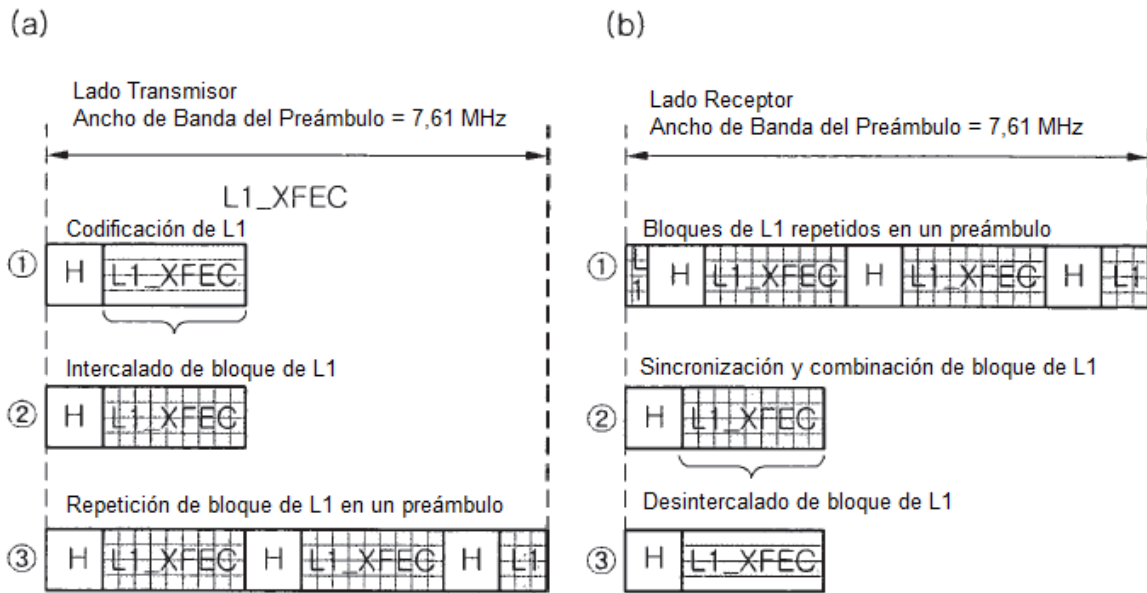 (a)
Lado Transmisor
Ancho de Banda del Preámbulo = 7,61 MHz
L1_XFEC
Codificación de L1
① H L1_XFEC
Intercalado de bloque de L1
② H L1_XFEC
Repetición de bloque de L1 en un preámbulo
③ H L1_XFEC H L1_XFEC H L1
(b)
Lado Receptor
Ancho de Banda del Preámbulo = 7,61 MHz
Bloques de L1 repetidos en un preámbulo
① L1 H L1_XFEC H L1_XFEC H L1
Sincronización y combinación de bloque de L1
② H L1_XFEC
Desintercalado de bloque de L1
③ H L1_XFEC